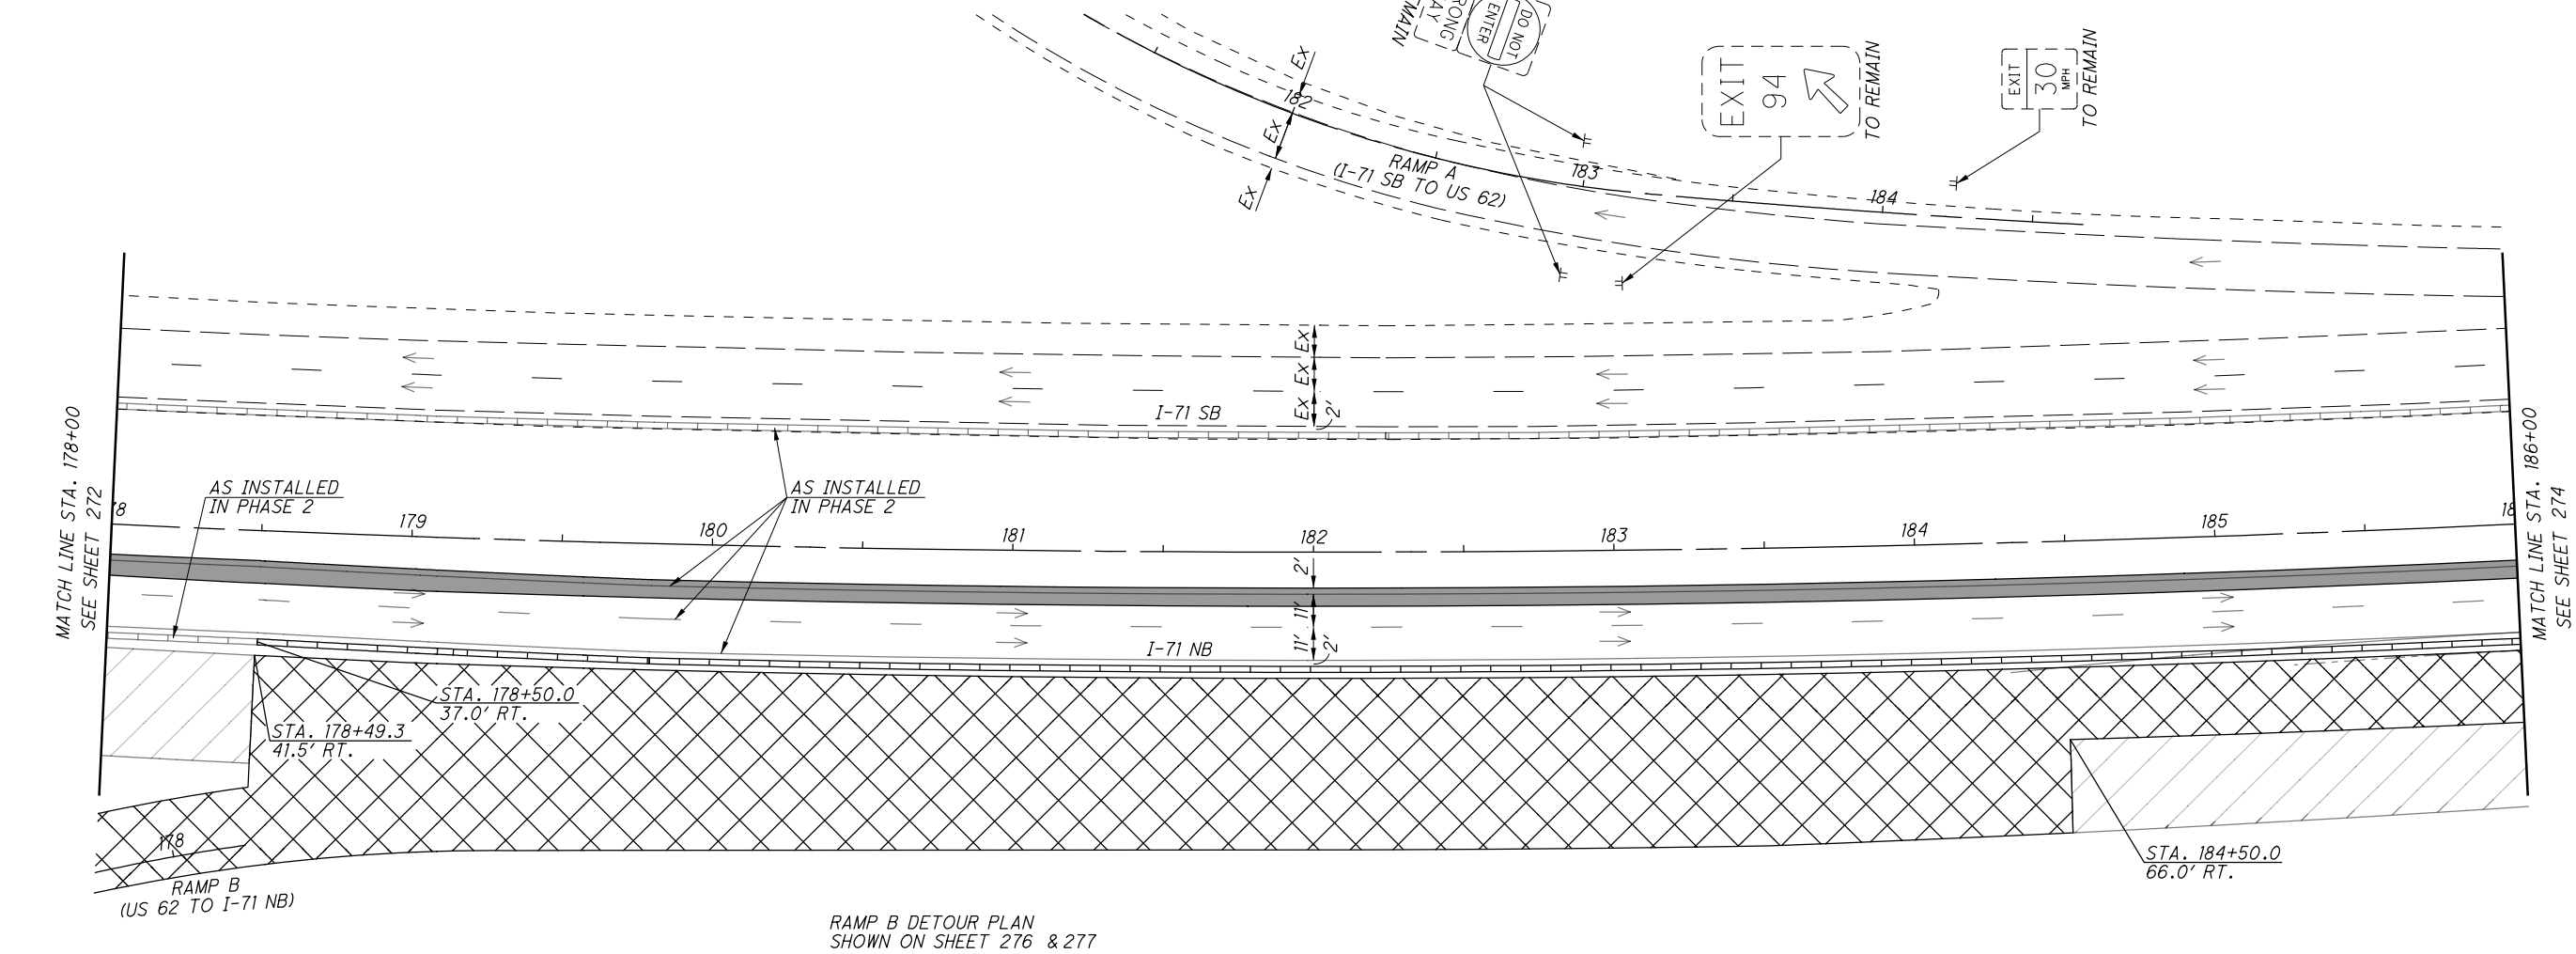 DO NOT
ENTER
EXIT
94
TO REMAIN
EXIT
30
MPH
TO REMAIN
EX
182
EX
EX
RAMP A
(I-71 SB TO US 62)
183
184
EX
EX
EX
2'
I-71 SB
MATCH LINE STA. 178+00
SEE SHEET 272
AS INSTALLED
IN PHASE 2
AS INSTALLED
IN PHASE 2
179
180
181
182
183
184
185
MATCH LINE STA. 186+00
SEE SHEET 274
2'
11'
11'
2'
I-71 NB
STA. 178+50.0
37.0' RT.
STA. 178+49.3
41.5' RT.
178
RAMP B
(US 62 TO I-71 NB)
STA. 184+50.0
66.0' RT.
RAMP B DETOUR PLAN
SHOWN ON SHEET 276 & 277